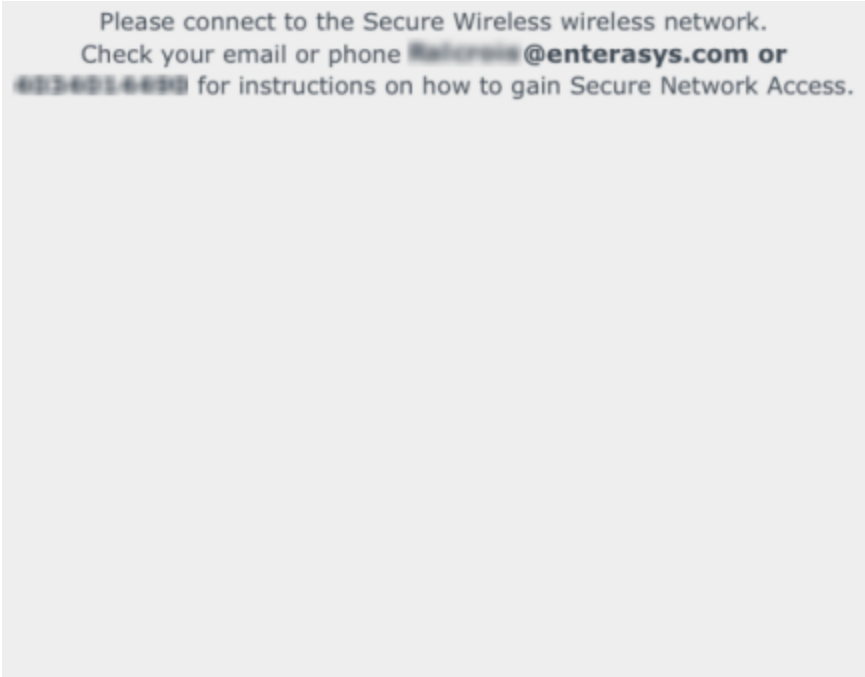 Please connect to the Secure Wireless wireless network.
Check your email or phone @enterasys.com or
for instructions on how to gain Secure Network Access.